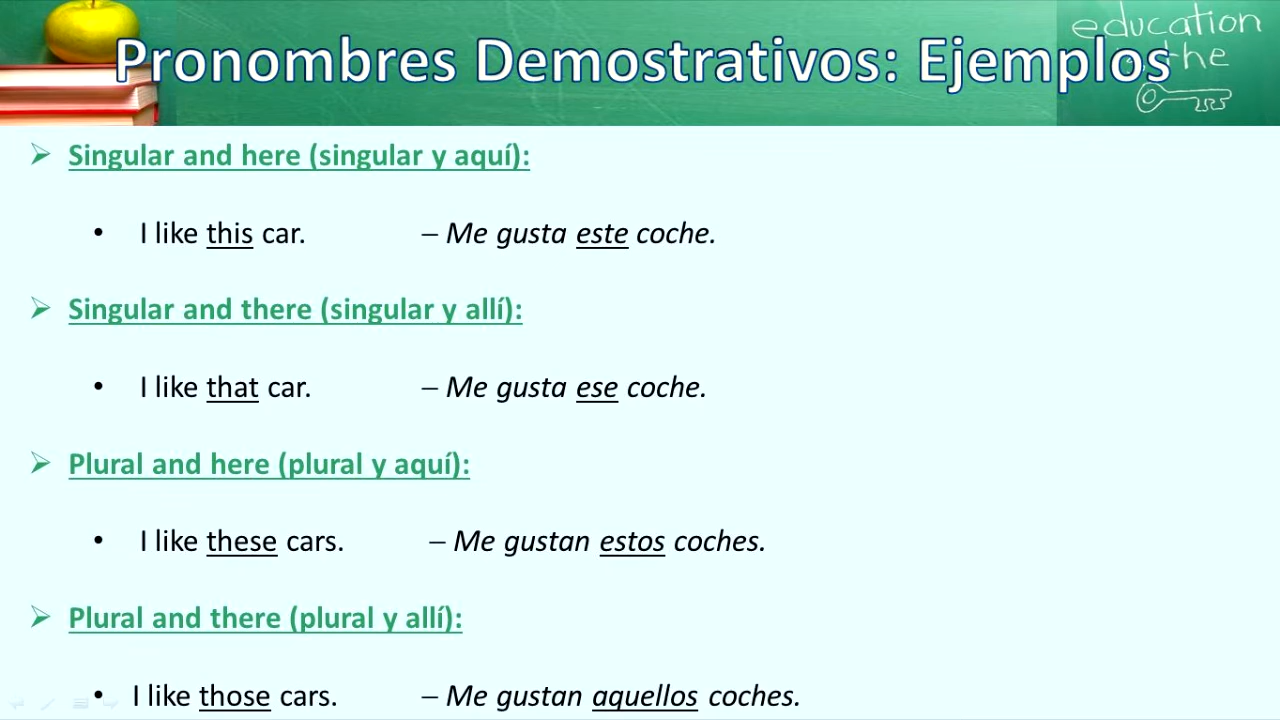 education
is the
Pronombres Demostrativos: Ejemplos
Singular and here (singular y aquí):
I like this car. – Me gusta este coche.
Singular and there (singular y allí):
I like that car. – Me gusta ese coche.
Plural and here (plural y aquí):
I like these cars. – Me gustan estos coches.
Plural and there (plural y allí):
I like those cars. – Me gustan aquellos coches.